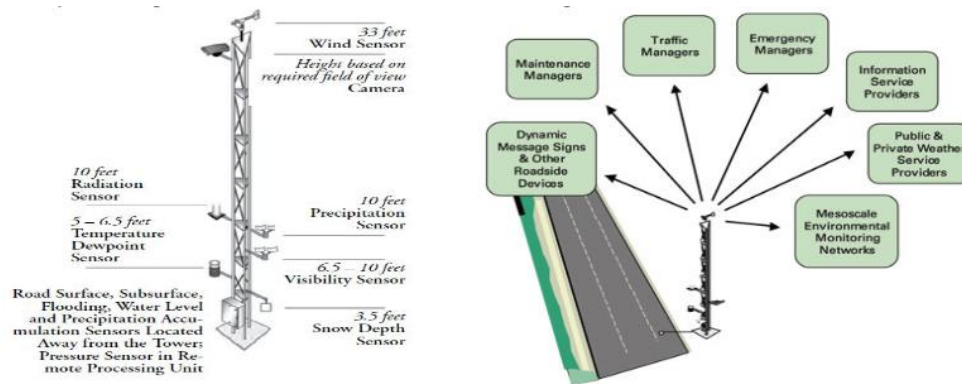 33 feet
Wind Sensor
Height based on
required field of view
Camera
10 feet
Radiation
Sensor
5 – 6.5 feet
Temperature
Dewpoint
Sensor
10 feet
Precipitation
Sensor
6.5 – 10 feet
Visibility Sensor
3.5 feet
Snow Depth
Sensor
Road Surface, Subsurface,
Flooding, Water Level
and Precipitation Accu-
mulation Sensors Located
Away from the Tower;
Pressure Sensor in Re-
mote Processing Unit
Maintenance
Managers
Traffic
Managers
Emergency
Managers
Information
Service
Providers
Dynamic
Message Signs
& Other
Roadside
Devices
Public &
Private Weather
Service
Providers
Mesoscale
Environmental
Monitoring
Networks